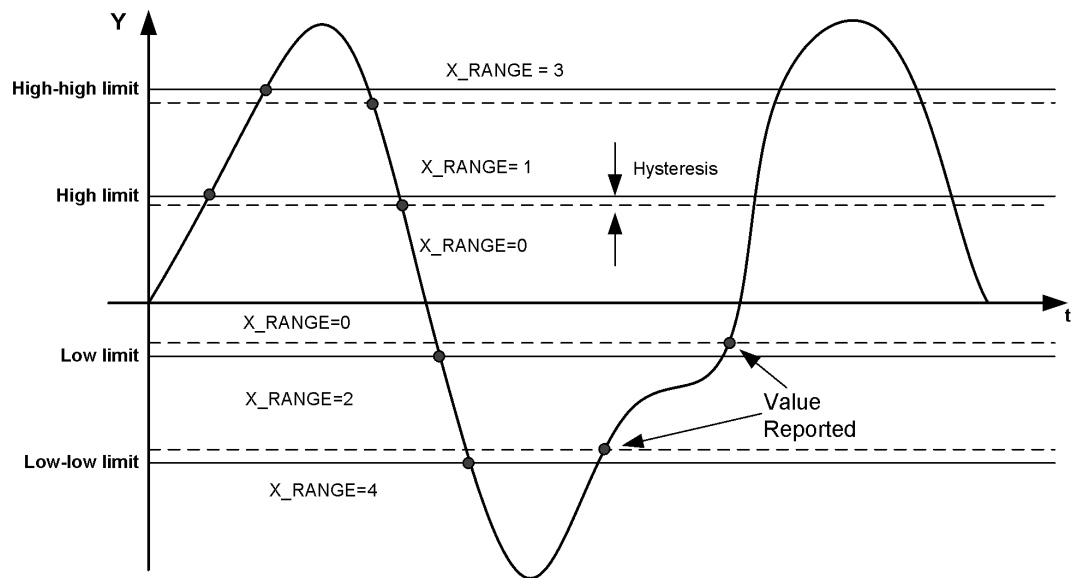 Y
X_RANGE = 3
High-high limit
X_RANGE= 1
Hysteresis
High limit
X_RANGE=0
t
X_RANGE=0
Low limit
X_RANGE=2
Value
Reported
Low-low limit
X_RANGE=4